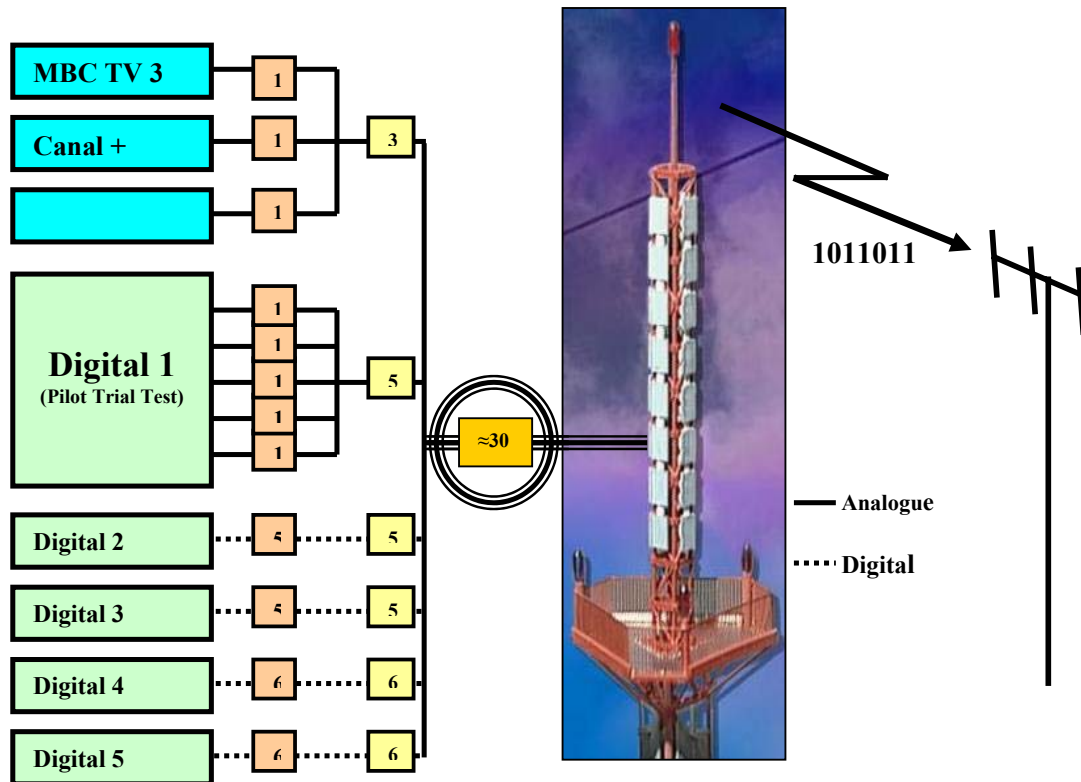 MBC TV 3
1
Canal +
1
3
1
Digital 1
(Pilot Trial Test)
1
1
1
1
1
5
≈30
1011011
Analogue
Digital
Digital 2
5
5
Digital 3
5
5
Digital 4
6
6
Digital 5
6
6